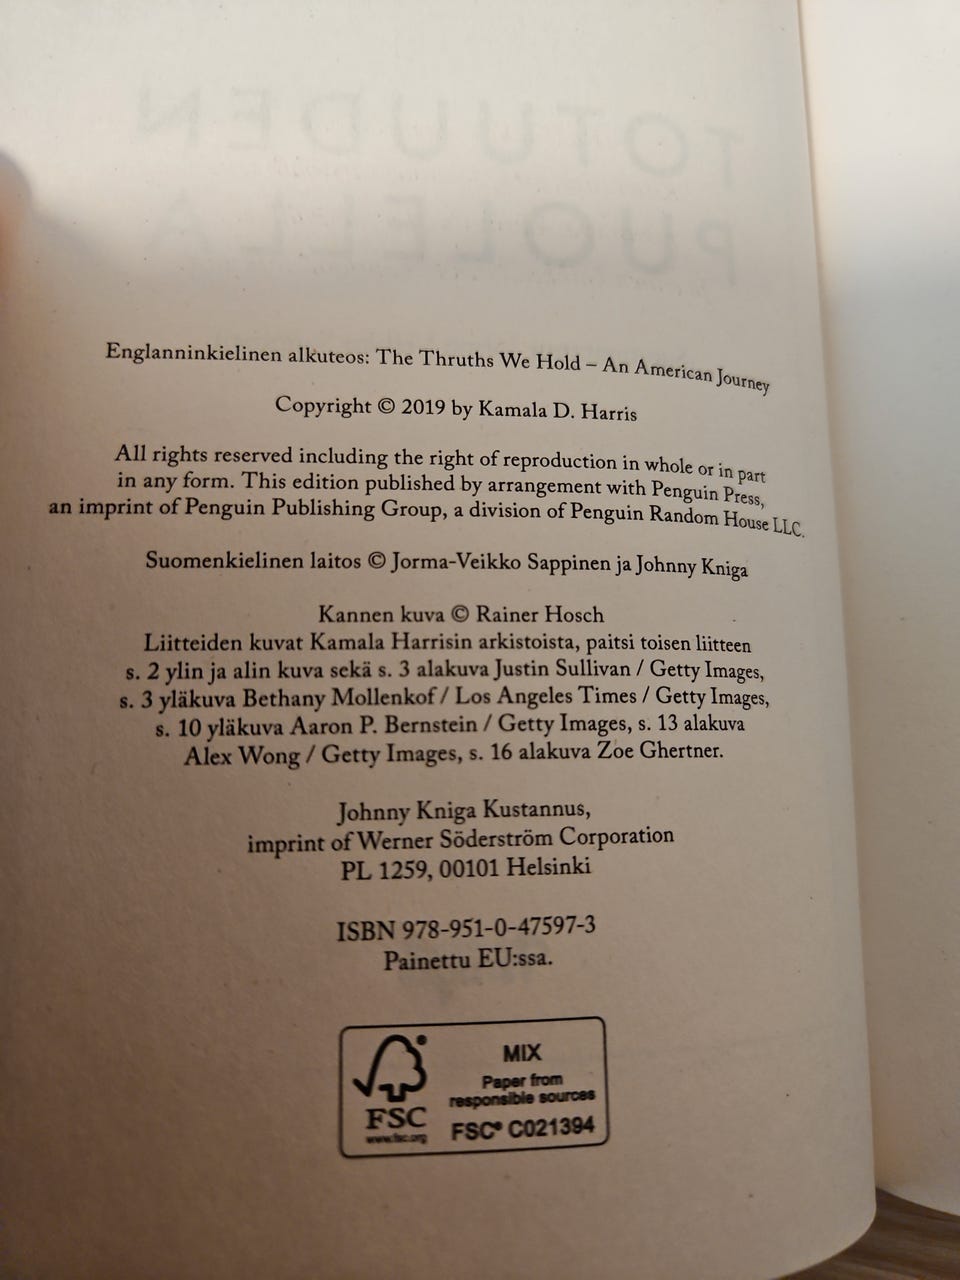 TOTUUDEN
PUOLELLA
Englanninkielinen alkuteos: The Thruths We Hold – An American Journey
Copyright © 2019 by Kamala D. Harris
All rights reserved including the right of reproduction in whole or in part
in any form. This edition published by arrangement with Penguin Press,
an imprint of Penguin Publishing Group, a division of Penguin Random House LLC.
Suomenkielinen laitos © Jorma-Veikko Sappinen ja Johnny Kniga
Kannen kuva © Rainer Hosch
Liitteiden kuvat Kamala Harrisin arkistoista, paitsi toisen liitteen
s. 2 ylin ja alin kuva sekä s. 3 alakuva Justin Sullivan / Getty Images,
s. 3 yläkuva Bethany Mollenkof / Los Angeles Times / Getty Images,
s. 10 yläkuva Aaron P. Bernstein / Getty Images, s. 13 alakuva
Alex Wong / Getty Images, s. 16 alakuva Zoe Ghertner.
Johnny Kniga Kustannus,
imprint of Werner Söderström Corporation
PL 1259, 00101 Helsinki
ISBN 978-951-0-47597-3
Painettu EU:ssa.
FSC
www.fsc.org
MIX
Paper from
responsible sources
FSC® C021394